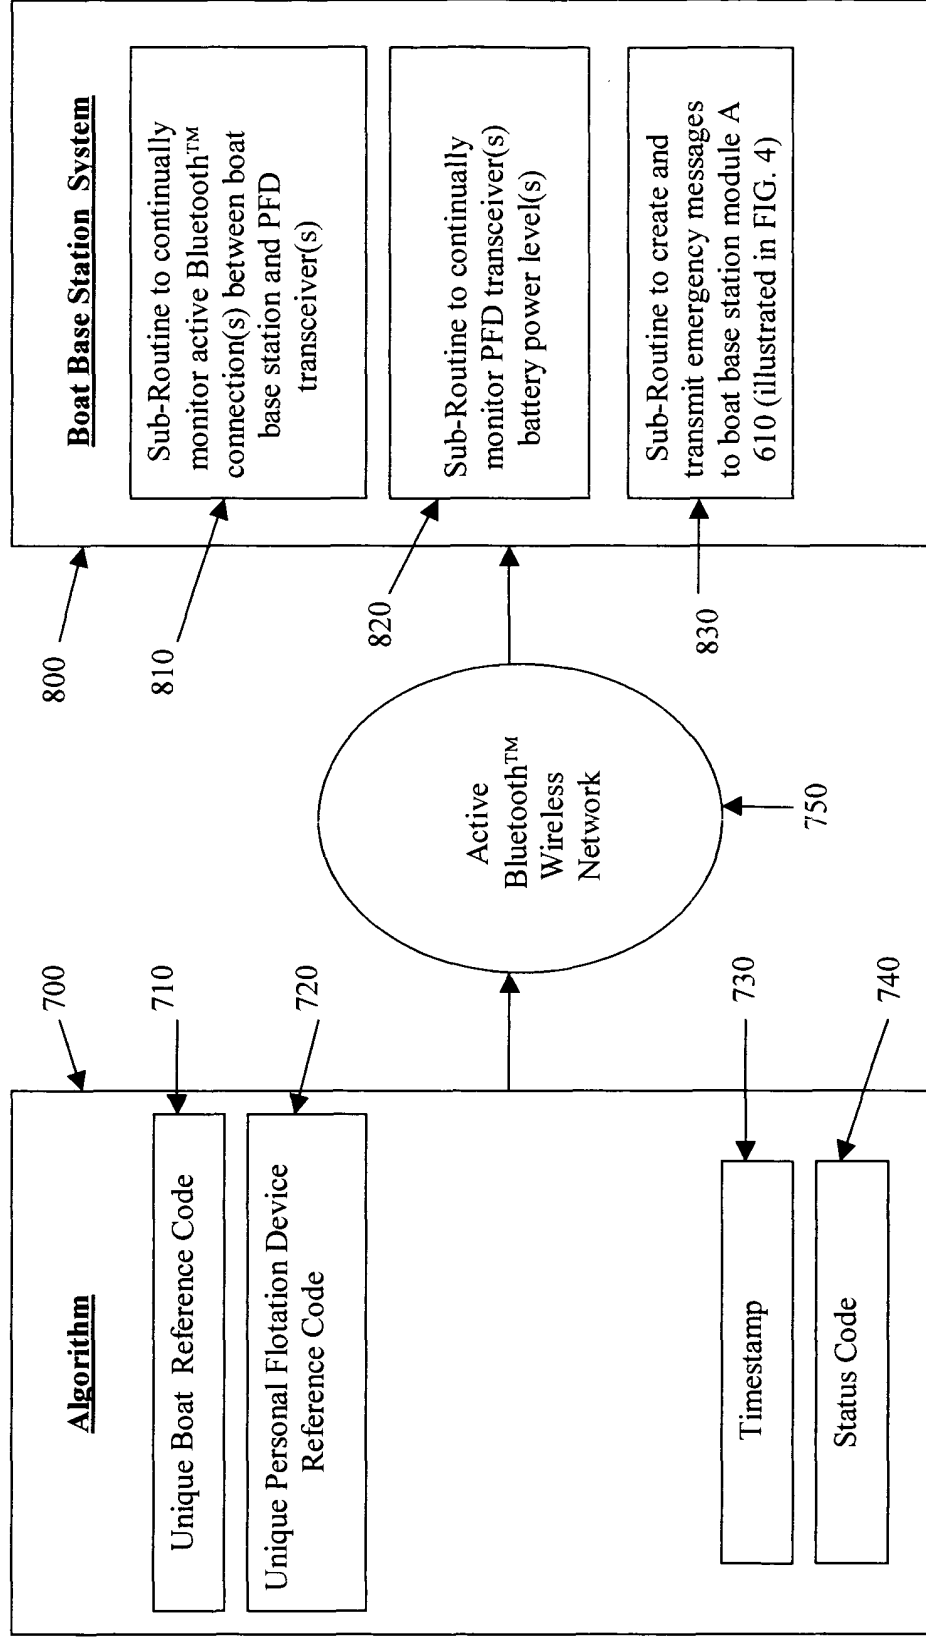 Algorithm
700
Unique Boat Reference Code
710
Unique Personal Flotation Device
Reference Code
720
Timestamp
730
Status Code
740
Active
Bluetooth™
Wireless
Network
750
Boat Base Station System
800
Sub-Routine to continually
monitor active Bluetooth™
connection(s) between boat
base station and PFD
transceiver(s)
810
Sub-Routine to continually
monitor PFD transceiver(s)
battery power level(s)
820
Sub-Routine to create and
transmit emergency messages
to boat base station module A
610 (illustrated in FIG. 4)
830